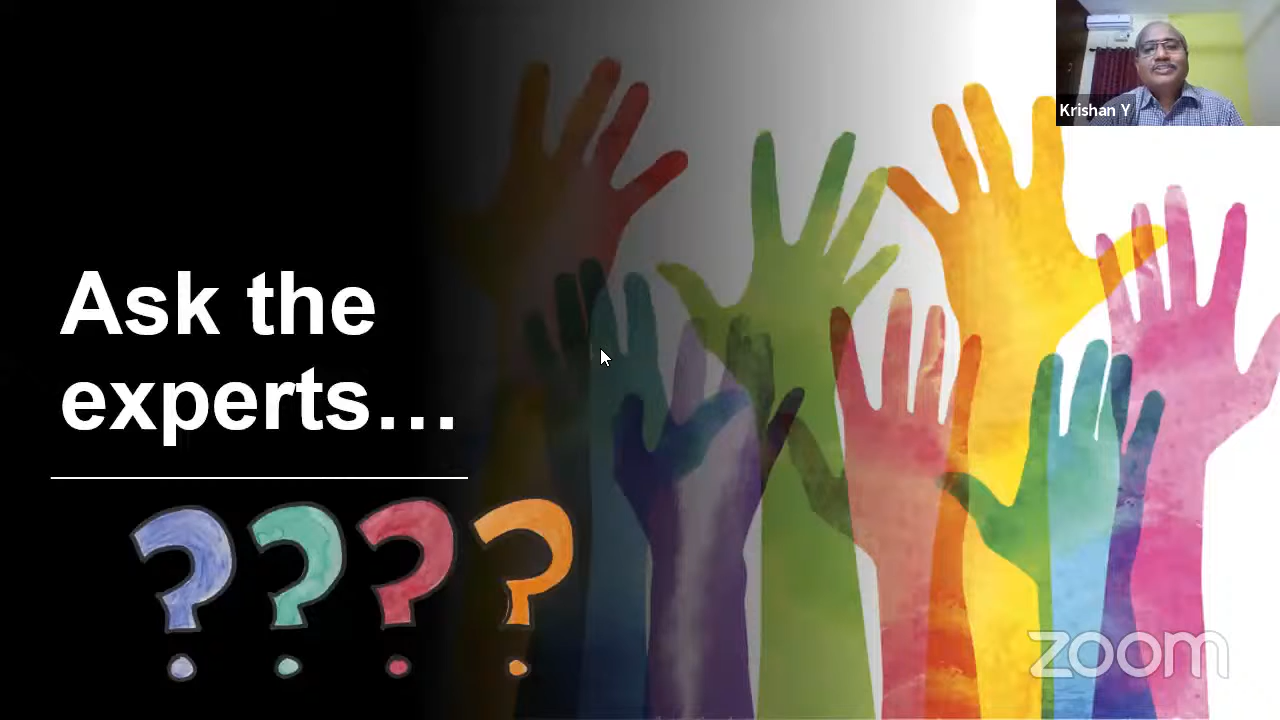 Krishan Y
Ask the
experts…
? ? ? ?
zoom